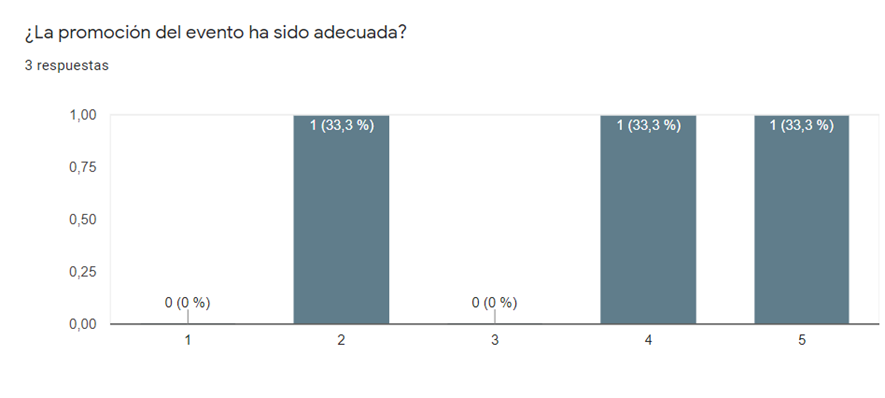 ¿La promoción del evento ha sido adecuada?
3 respuestas
1,00
1 (33,3 %) 1 (33,3 %) 1 (33,3 %)
0,75
0,50
0,25
0 (0 %) 0 (0 %)
0,00
1 2 3 4 5